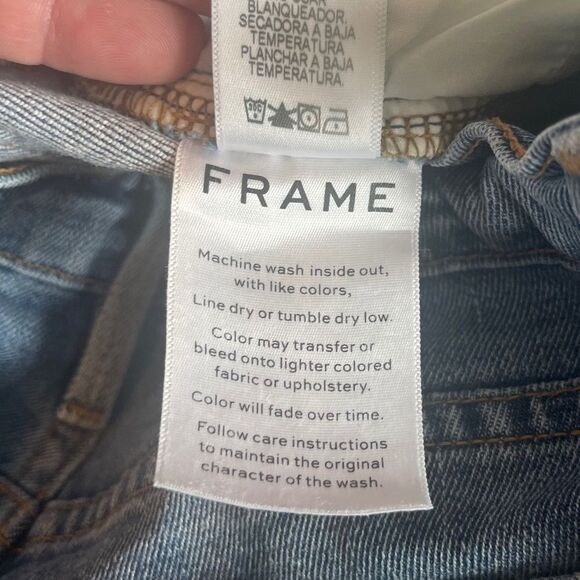 BLANQUEADOR.
SECADORA A BAJA
TEMPERATURA
PLANCHAR A BAJA
TEMPERATURA.
FRAME
Machine wash inside out,
with like colors,
Line dry or tumble dry low.
Color may transfer or
bleed onto lighter colored
fabric or upholstery.
Color will fade over time.
Follow care instructions
to maintain the original
character of the wash.